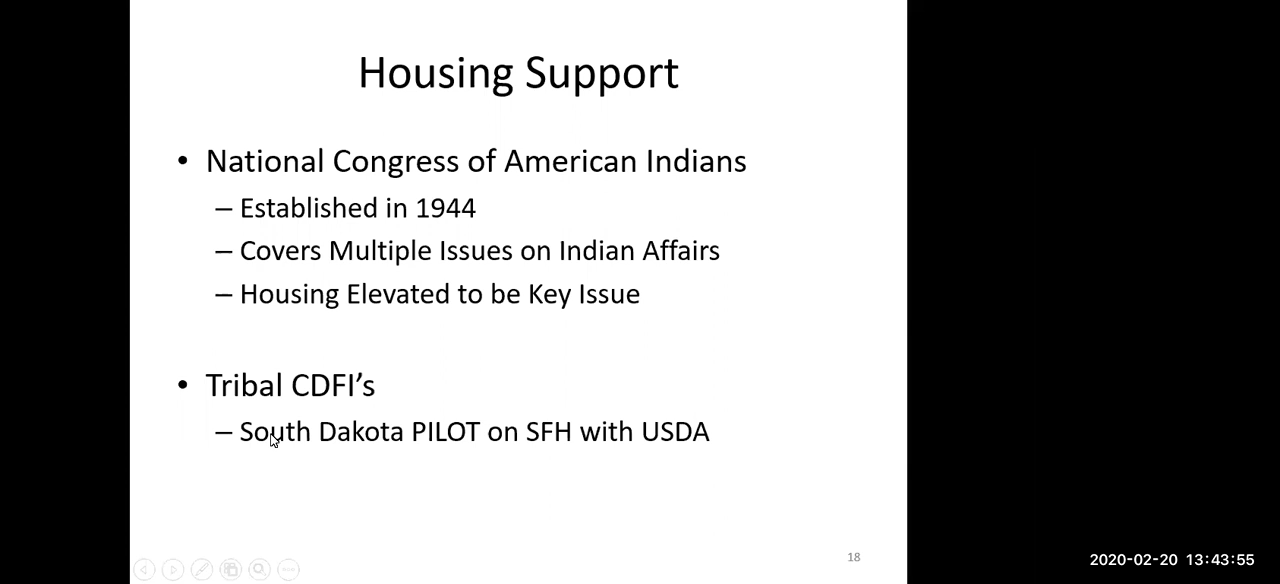 Housing Support
• National Congress of American Indians
– Established in 1944
– Covers Multiple Issues on Indian Affairs
– Housing Elevated to be Key Issue
• Tribal CDFI’s
– South Dakota PILOT on SFH with USDA
18
2020-02-20 13:43:55